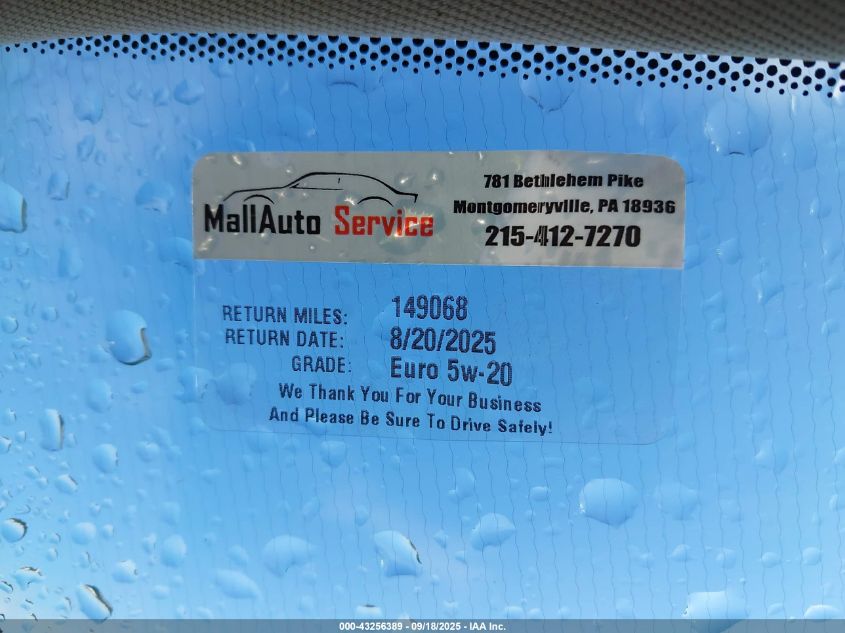 MallAuto Service
781 Bethlehem Pike
Montgomeryville, PA 18936
215-412-7270
RETURN MILES: 149068
RETURN DATE: 8/20/2025
GRADE: Euro 5w-20
We Thank You For Your Business
And Please Be Sure To Drive Safely!
000-43256389 - 09/18/2025 - IAA Inc.